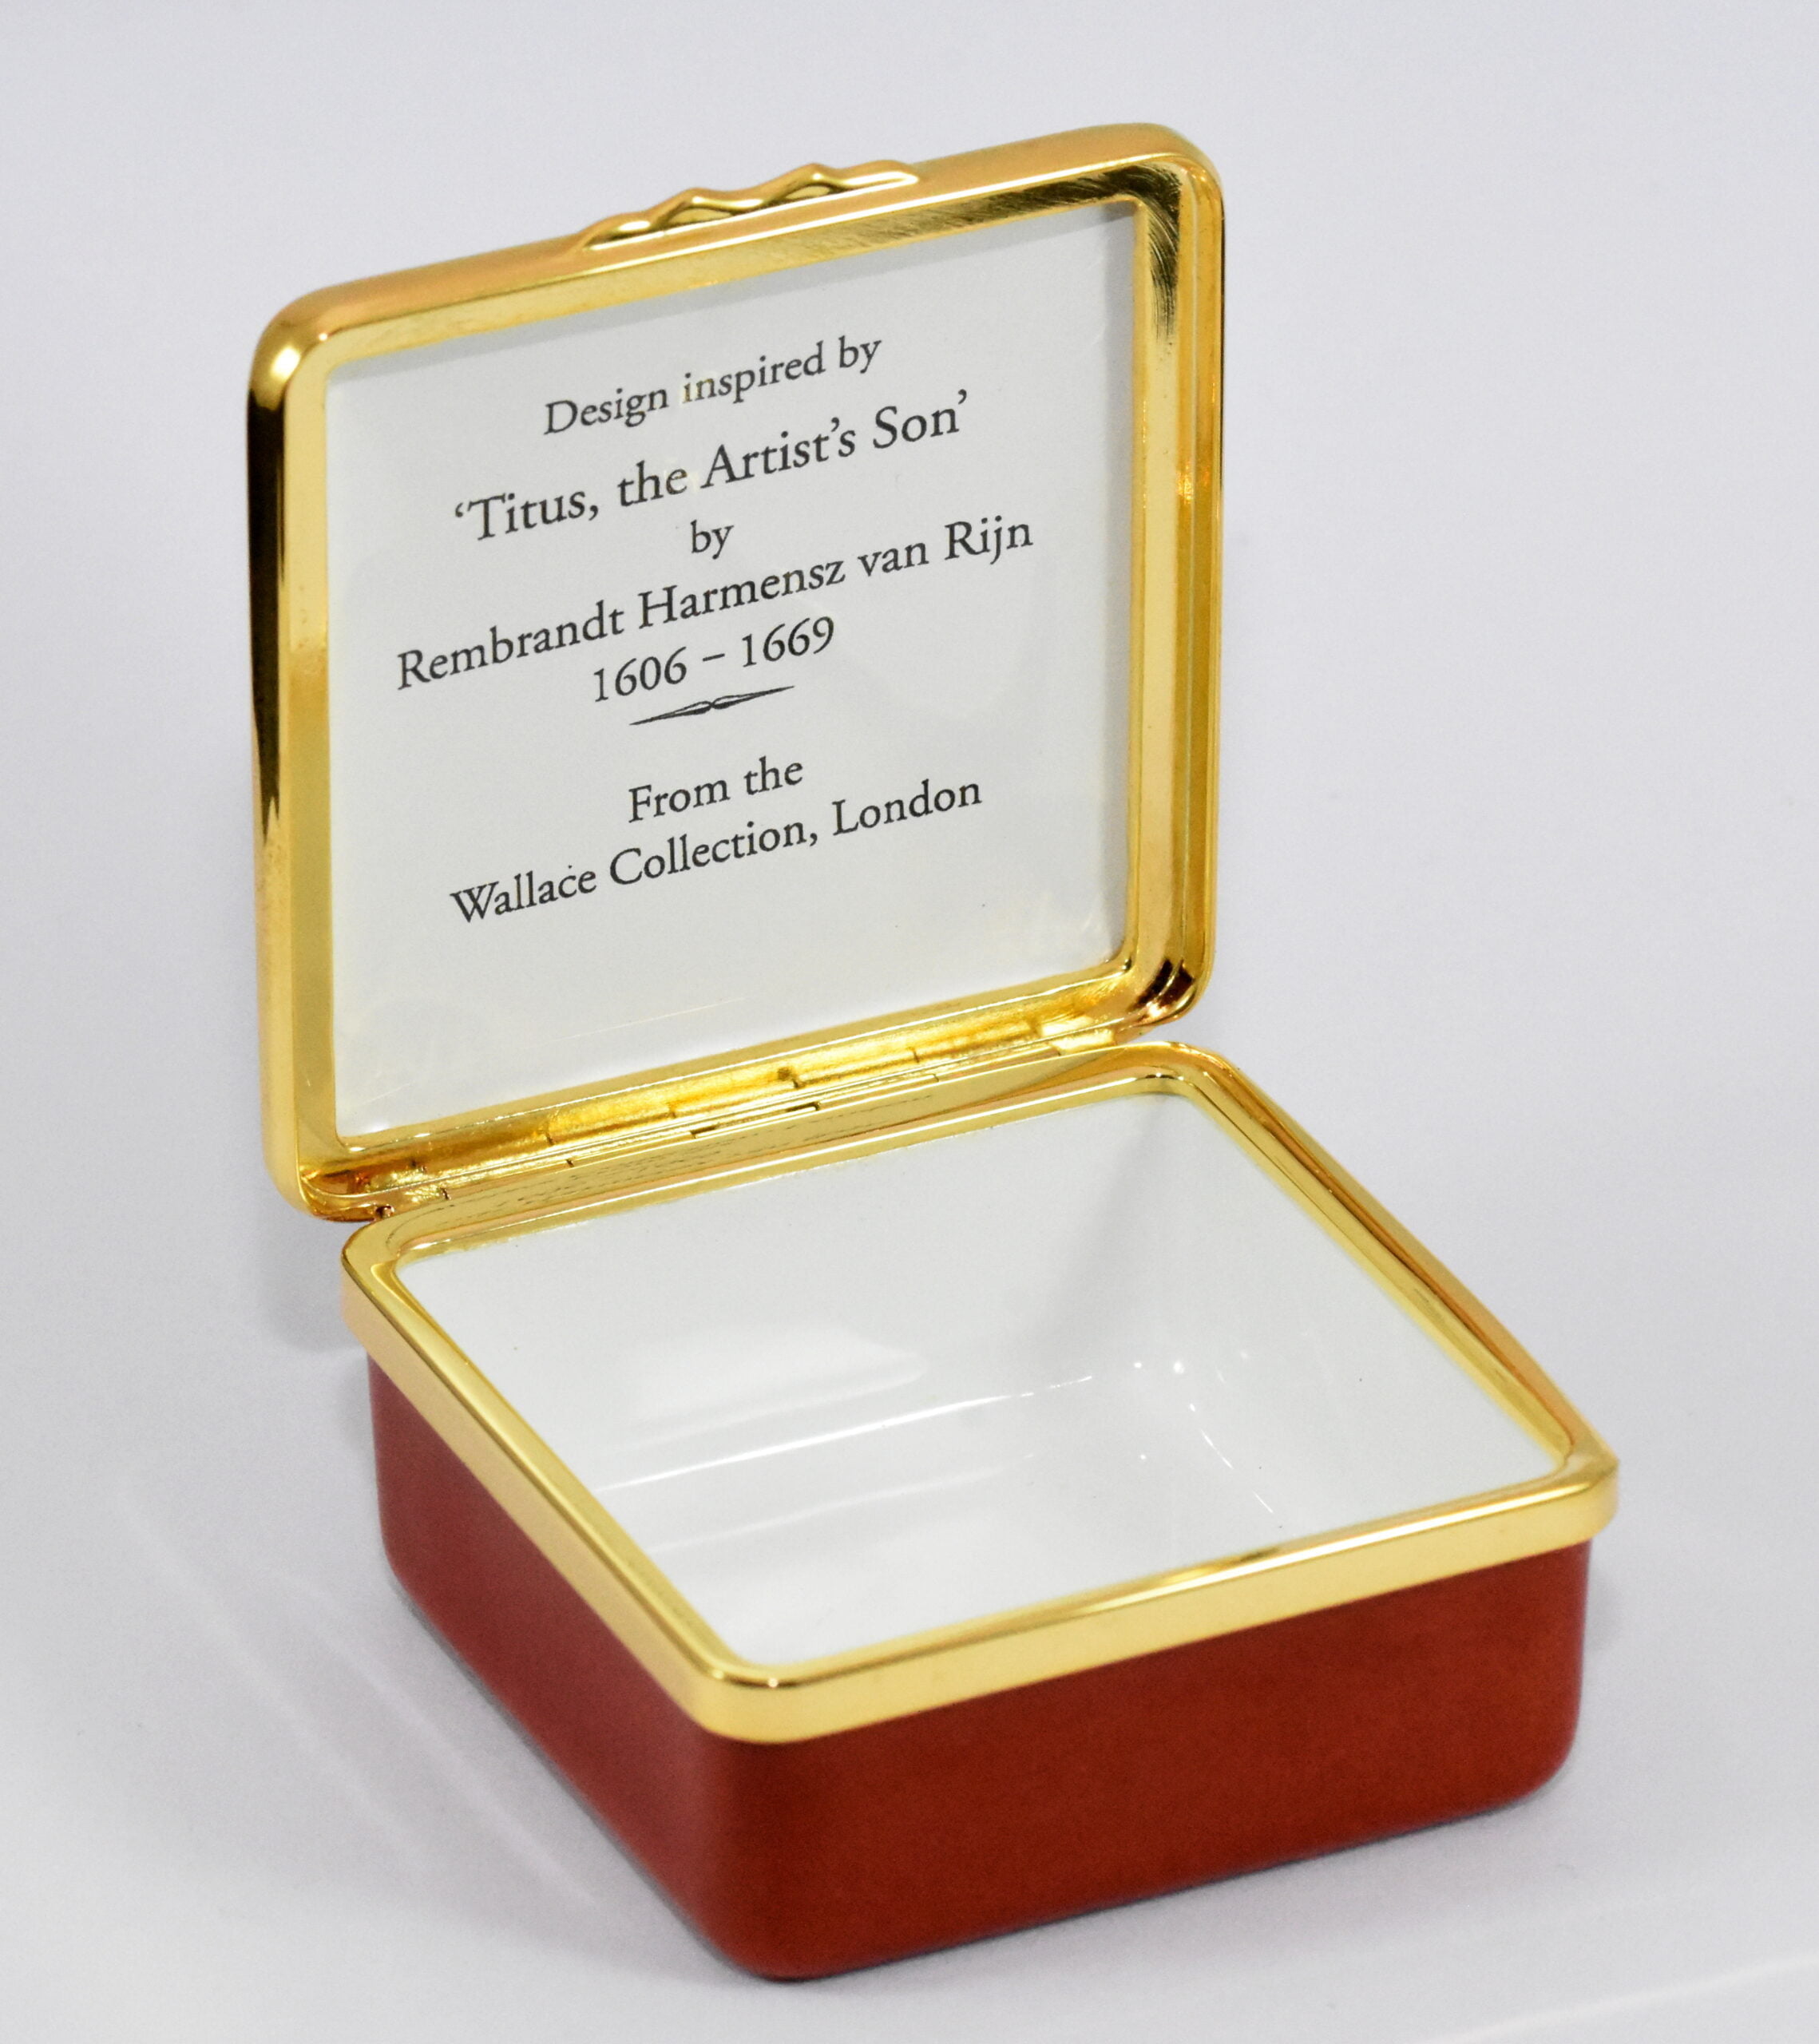 Design inspired by
‘Titus, the Artist’s Son’
by
Rembrandt Harmensz van Rijn
1606 – 1669
From the
Wallace Collection, London